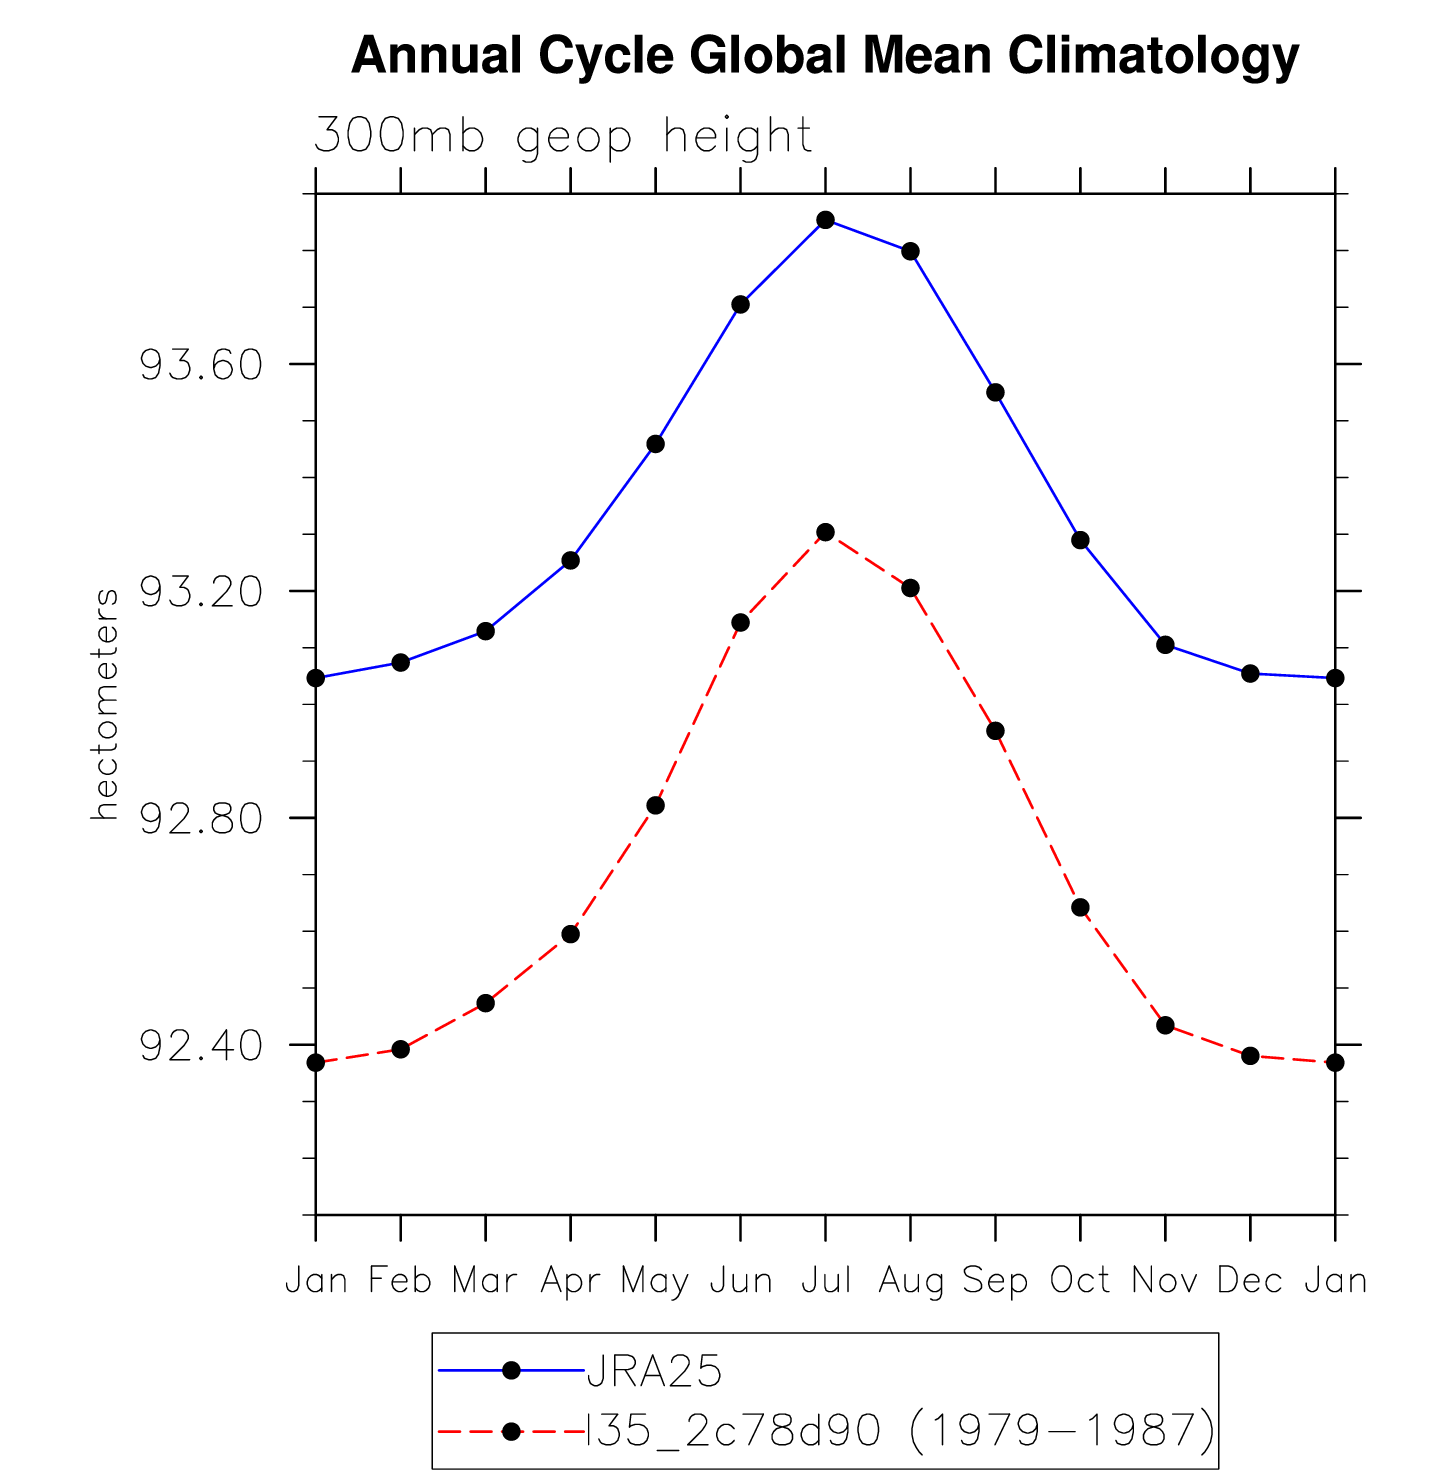 Annual Cycle Global Mean Climatology
300mb geop height
93.60
93.20
92.80
92.40
hectometers
Jan Feb Mar Apr May Jun Jul Aug Sep Oct Nov Dec Jan
JRA25
I35_2c78d90 (1979-1987)